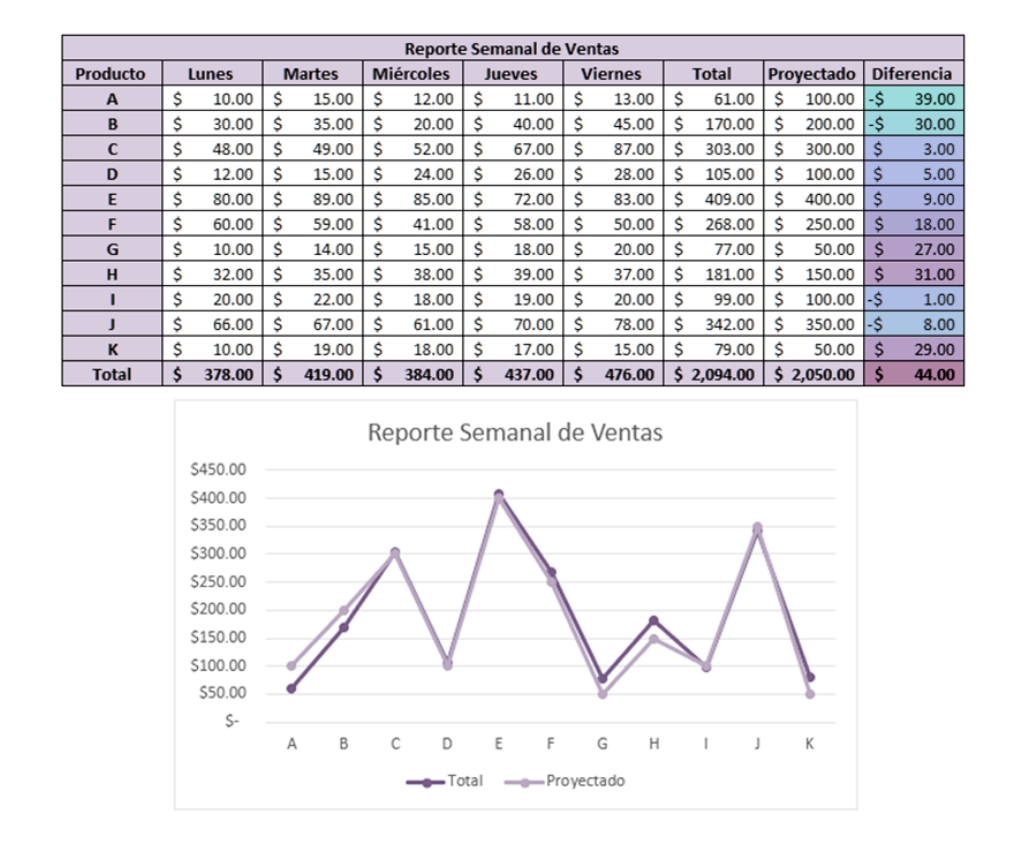 Reporte Semanal de Ventas
Producto Lunes Martes Miércoles Jueves Viernes Total Proyectado Diferencia
A $ 10.00 $ 15.00 $ 12.00 $ 11.00 $ 13.00 $ 61.00 $ 100.00 -$ 39.00
B $ 30.00 $ 35.00 $ 20.00 $ 40.00 $ 45.00 $ 170.00 $ 200.00 -$ 30.00
C $ 48.00 $ 49.00 $ 52.00 $ 67.00 $ 87.00 $ 303.00 $ 300.00 $ 3.00
D $ 12.00 $ 15.00 $ 24.00 $ 26.00 $ 28.00 $ 105.00 $ 100.00 $ 5.00
E $ 80.00 $ 89.00 $ 85.00 $ 72.00 $ 83.00 $ 409.00 $ 400.00 $ 9.00
F $ 60.00 $ 59.00 $ 41.00 $ 58.00 $ 50.00 $ 268.00 $ 250.00 $ 18.00
G $ 10.00 $ 14.00 $ 15.00 $ 18.00 $ 20.00 $ 77.00 $ 50.00 $ 27.00
H $ 32.00 $ 35.00 $ 38.00 $ 39.00 $ 37.00 $ 181.00 $ 150.00 $ 31.00
I $ 20.00 $ 22.00 $ 18.00 $ 19.00 $ 20.00 $ 99.00 $ 100.00 -$ 1.00
J $ 66.00 $ 67.00 $ 61.00 $ 70.00 $ 78.00 $ 342.00 $ 350.00 -$ 8.00
K $ 10.00 $ 19.00 $ 18.00 $ 17.00 $ 15.00 $ 79.00 $ 50.00 $ 29.00
Total $ 378.00 $ 419.00 $ 384.00 $ 437.00 $ 476.00 $ 2,094.00 $ 2,050.00 $ 44.00
Reporte Semanal de Ventas
$450.00
$400.00
$350.00
$300.00
$250.00
$200.00
$150.00
$100.00
$50.00
$-
A B C D E F G H I J K
Total Proyectado